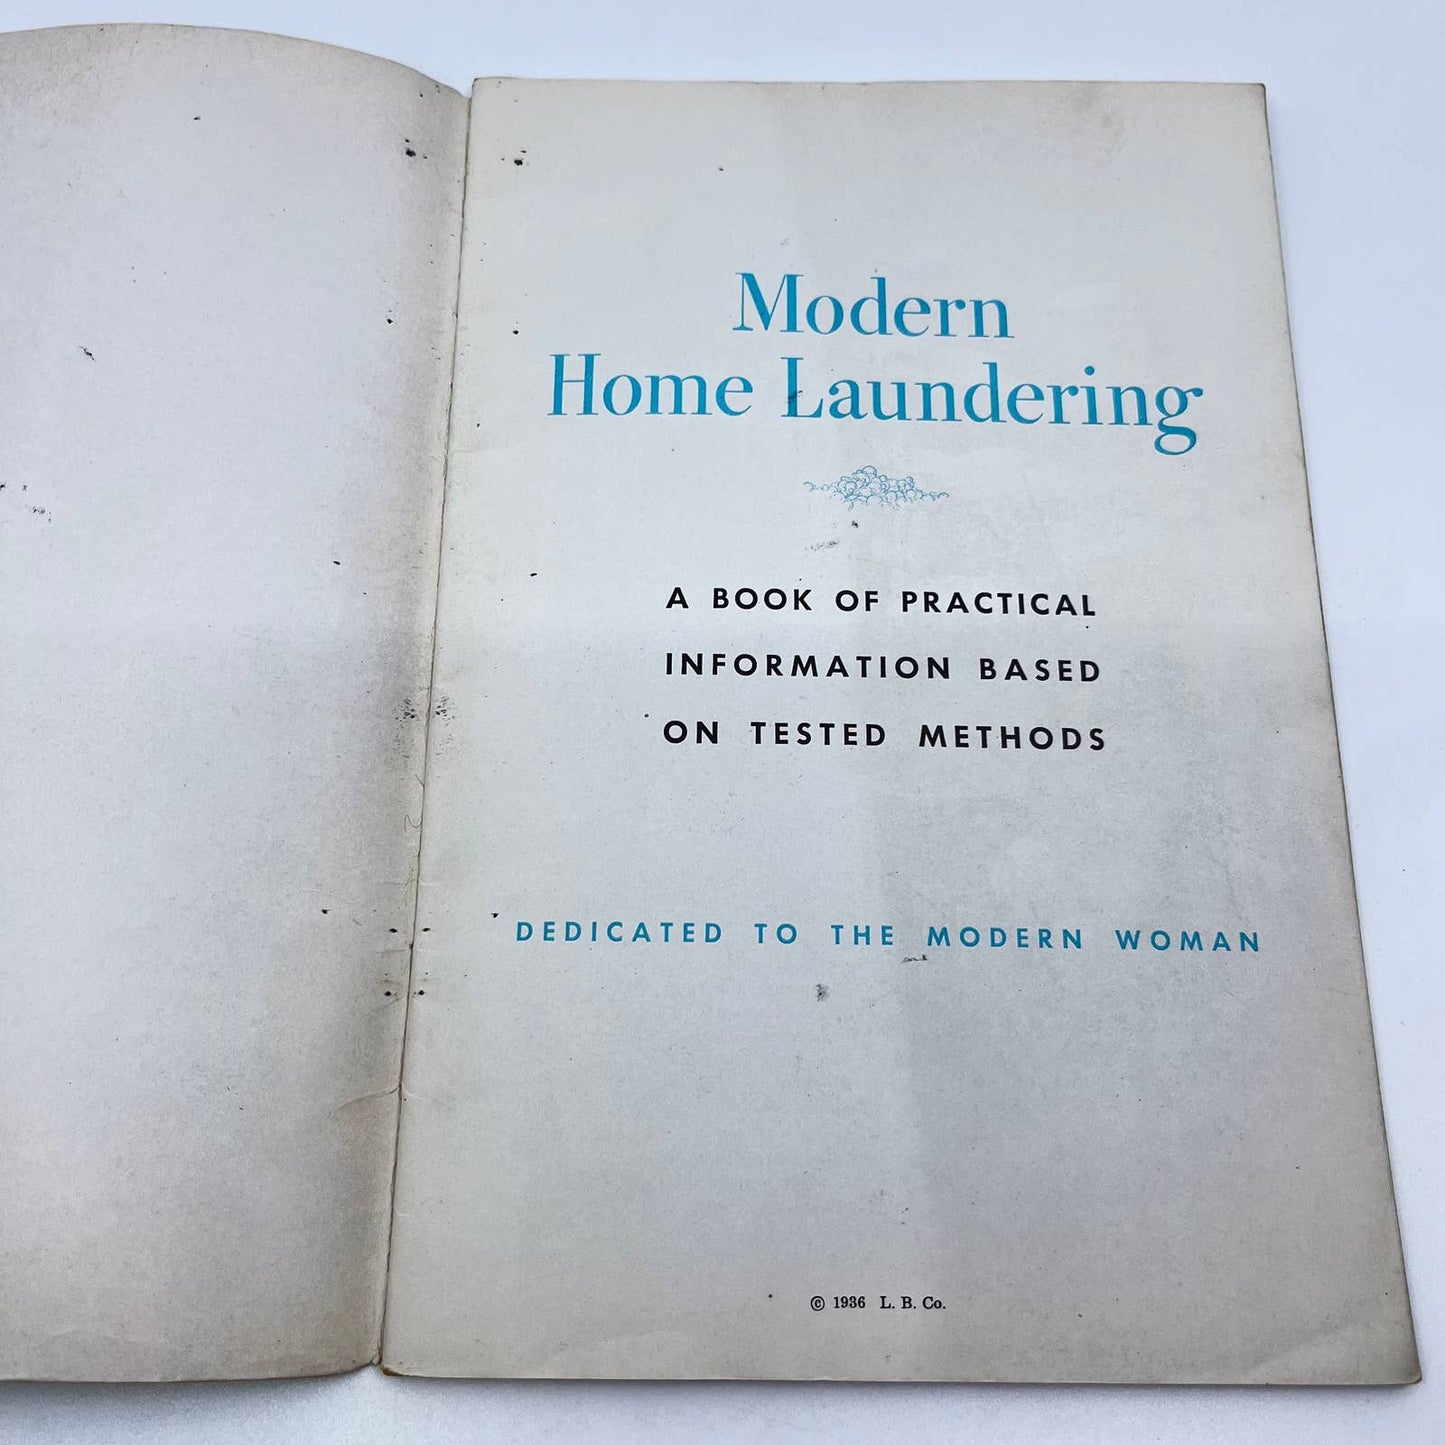 Modern
Home Laundering
A BOOK OF PRACTICAL
INFORMATION BASED
ON TESTED METHODS
DEDICATED TO THE MODERN WOMAN
© 1936 L. B. Co.